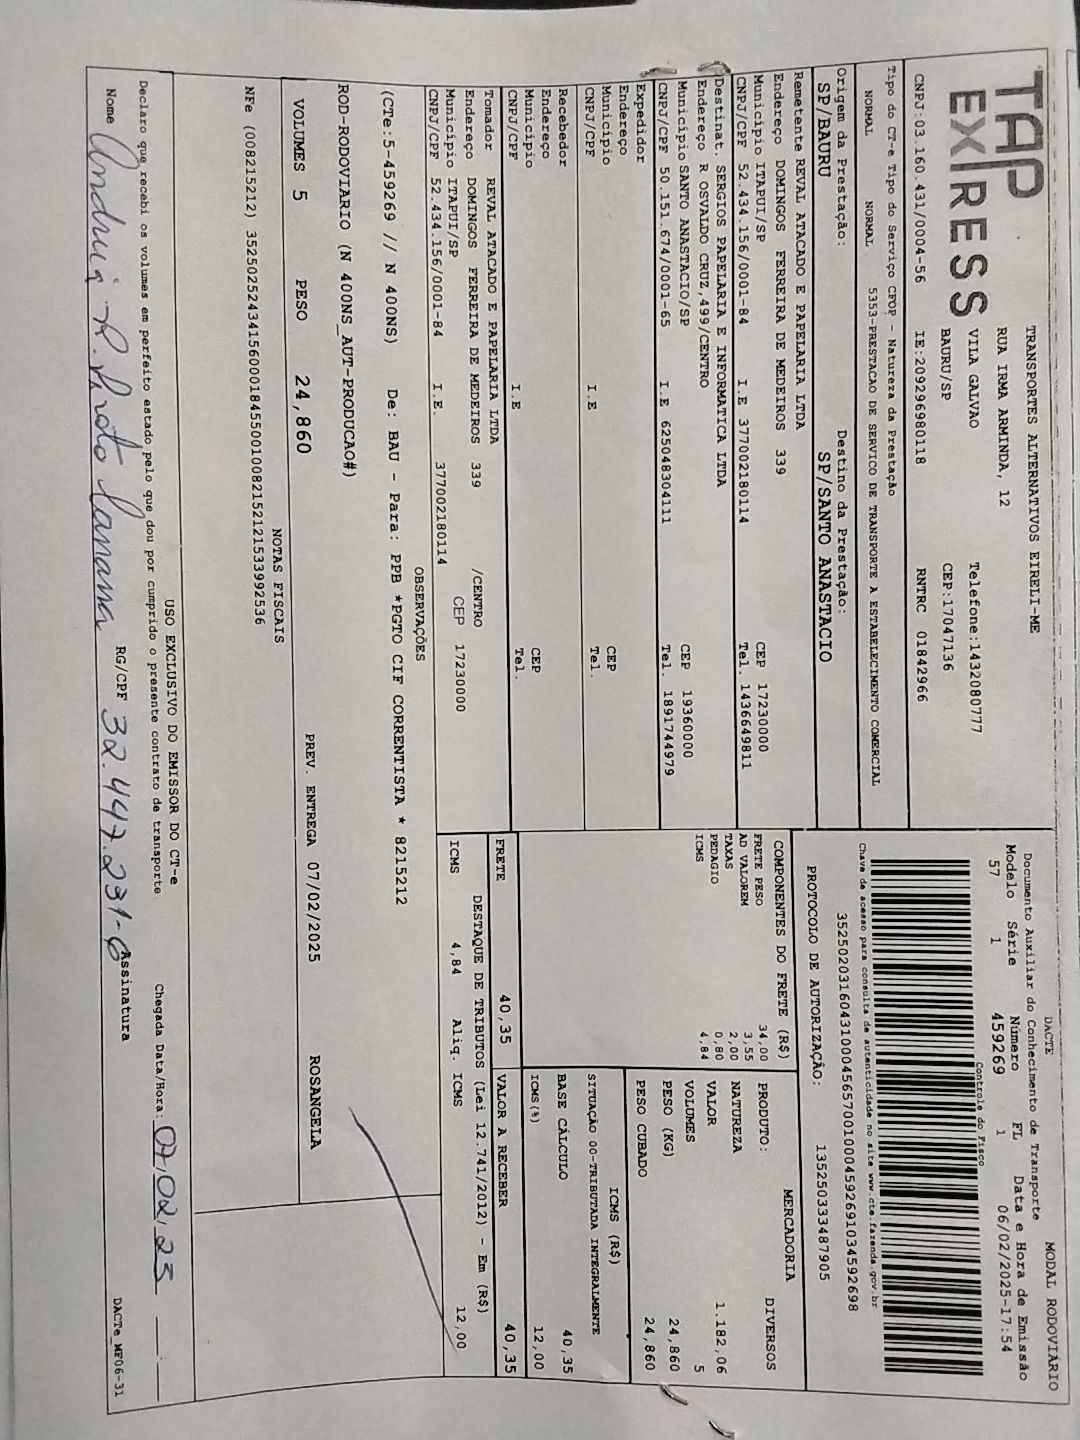 TAP
EXPRESS
TRANSPORTES ALTERNATIVOS EIRELI-ME
RUA IRMA ARMINDA, 12
VILA GALVAO Telefone:1432080777
BAURU/SP CEP:17047136
CNPJ:03.160.431/0004-56 IE:209296980118 RNTRC 01842966
DACTE MODAL RODOVIÁRIO
Documento Auxiliar do Conhecimento de Transporte
Modelo Série Número FL Data e Hora de Emissão
57 1 459269 1 06/02/2025-17:54
Controle do Fisco
Chave de acesso para consulta de autenticidade no site www.cte.fazenda.gov.br
35250203160431000456570010004592691034592698
PROTOCOLO DE AUTORIZAÇÃO: 135250333487905
Tipo do CT-e Tipo do Serviço CFOP - Natureza da Prestação
NORMAL NORMAL 5353-PRESTACAO DE SERVICO DE TRANSPORTE A ESTABELECIMENTO COMERCIAL
Origem da Prestação: Destino da Prestação:
SP/BAURU SP/SANTO ANASTACIO
Remetente REVAL ATACADO E PAPELARIA LTDA
Endereço DOMINGOS FERREIRA DE MEDEIROS 339
Município ITAPUI/SP CEP 17230000
CNPJ/CPF 52.434.156/0001-84 I.E 377002180114 Tel. 1436649811
Destinat. SERGIOS PAPELARIA E INFORMATICA LTDA
Endereço R OSVALDO CRUZ,499/CENTRO
Município SANTO ANASTACIO/SP CEP 19360000
CNPJ/CPF 50.151.674/0001-65 I.E 625048304111 Tel. 1891744979
Expedidor
Endereço
Município CEP
CNPJ/CPF I.E Tel.
Recebedor
Endereço
Município CEP
CNPJ/CPF I.E Tel.
Tomador REVAL ATACADO E PAPELARIA LTDA
Endereço DOMINGOS FERREIRA DE MEDEIROS 339 /CENTRO
Município ITAPUI/SP CEP 17230000
CNPJ/CPF 52.434.156/0001-84 I.E. 377002180114
COMPONENTES DO FRETE (R$)
FRETE PESO 34,00
AD VALOREM 3,55
TAXAS 2,00
PEDAGIO 0,80
ICMS 4,84
MERCADORIA
PRODUTO: DIVERSOS
NATUREZA
VALOR 1.182,06
VOLUMES 5
PESO (KG) 24,860
PESO CUBADO 24,860
ICMS (R$)
SITUAÇÃO 00-TRIBUTADA INTEGRALMENTE
BASE CÁLCULO 40,35
ICMS(%) 12,00
FRETE 40,35 VALOR A RECEBER 40,35
DESTAQUE DE TRIBUTOS (Lei 12.741/2012) - Em (R$)
ICMS 4,84 Aliq. ICMS 12,00
OBSERVAÇÕES
(CTe:5-459269 // N 400NS) De: BAU - Para: PPB *PGTO CIF CORRENTISTA * 8215212
ROD-RODOVIARIO (N 400NS_AUT-PRODUCAO#)
VOLUMES 5 PESO 24,860 PREV. ENTREGA 07/02/2025 ROSANGELA
NOTAS FISCAIS
NFe (008215212) 35250252434156000184550010082152121533992536
USO EXCLUSIVO DO EMISSOR DO CT-e
Declaro que recebi os volumes em perfeito estado pelo que dou por cumprido o presente contrato de transporte. Chegada Data/Hora: 07,02,25 :
Nome RG/CPF 32.447.231-6 Assinatura
DACTe_MF06-31